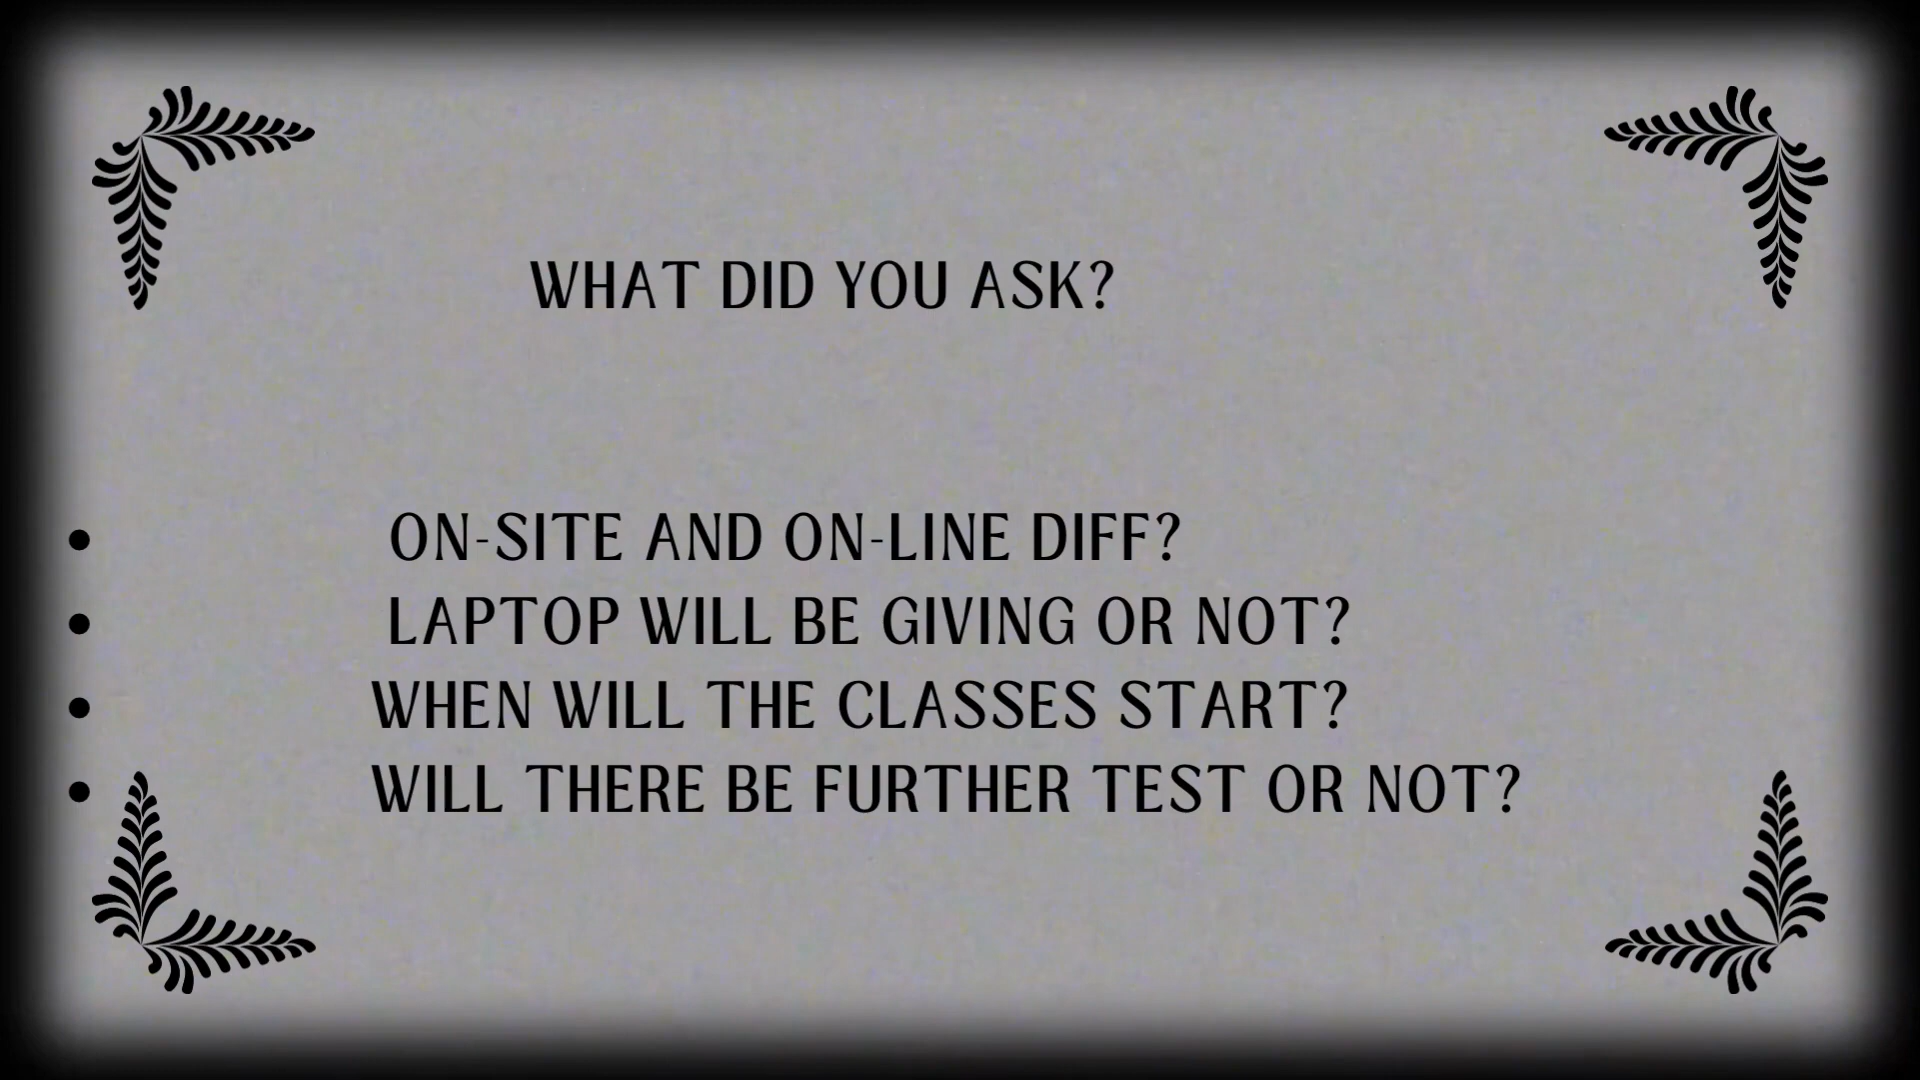 WHAT DID YOU ASK?
• ON-SITE AND ON-LINE DIFF?
• LAPTOP WILL BE GIVING OR NOT?
• WHEN WILL THE CLASSES START?
• WILL THERE BE FURTHER TEST OR NOT?